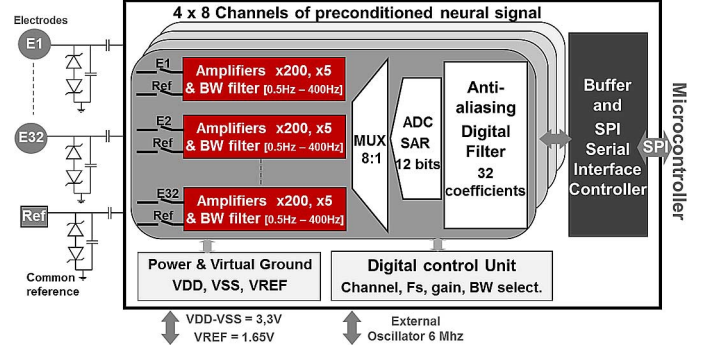 4 x 8 Channels of preconditioned neural signal
Electrodes
E1
E32
Ref
Common
reference
E1
Ref
Amplifiers x200, x5
& BW filter [0.5Hz – 400Hz]
E2
Ref
Amplifiers x200, x5
& BW filter [0.5Hz – 400Hz]
E32
Ref
Amplifiers x200, x5
& BW filter [0.5Hz – 400Hz]
MUX
8:1
ADC
SAR
12 bits
Anti-
aliasing
Digital
Filter
32
coefficients
Buffer
and
SPI
Serial
Interface
Controller
SPI
Microcontroller
Power & Virtual Ground
VDD, VSS, VREF
Digital control Unit
Channel, Fs, gain, BW select.
VDD-VSS = 3,3V
VREF = 1.65V
External
Oscillator 6 Mhz